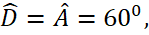 D̂ = Â = 60⁰,